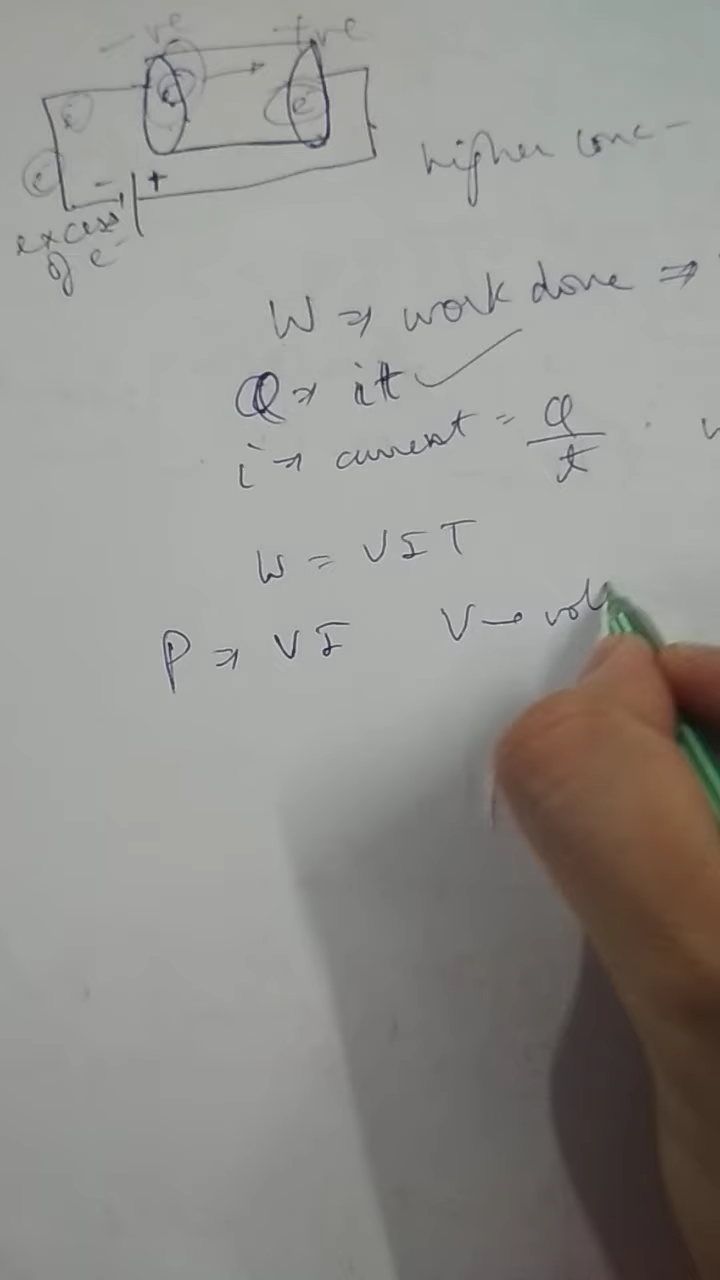 -ve +ve
e e
e
- +
excess
of e-
higher conc-
W ⇒ work done ⇒
Q ⇒ it ✓
i → current = Q/t
W = VIT
P ⇒ VI V → vol